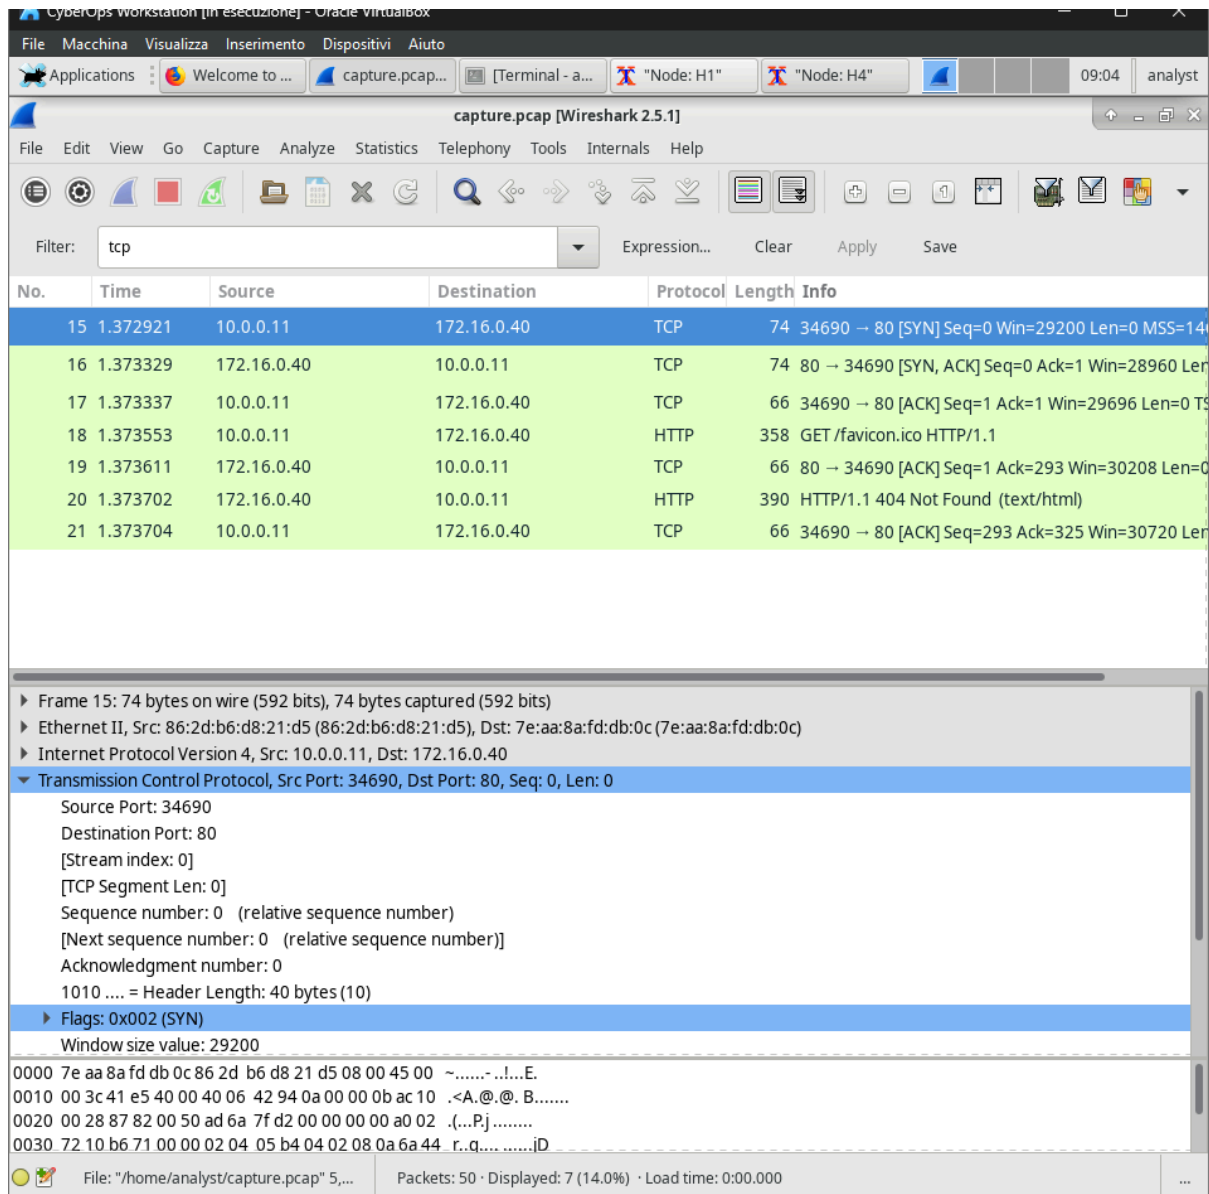 CyberOps Workstation [In esecuzione] - Oracle VirtualBox
File Macchina Visualizza Inserimento Dispositivi Aiuto
Applications Welcome to ... capture.pcap... [Terminal - a... "Node: H1" "Node: H4" 09:04 analyst
capture.pcap [Wireshark 2.5.1]
File Edit View Go Capture Analyze Statistics Telephony Tools Internals Help
Filter: tcp Expression... Clear Apply Save
No. Time Source Destination Protocol Length Info
15 1.372921 10.0.0.11 172.16.0.40 TCP 74 34690 → 80 [SYN] Seq=0 Win=29200 Len=0 MSS=14
16 1.373329 172.16.0.40 10.0.0.11 TCP 74 80 → 34690 [SYN, ACK] Seq=0 Ack=1 Win=28960 Len
17 1.373337 10.0.0.11 172.16.0.40 TCP 66 34690 → 80 [ACK] Seq=1 Ack=1 Win=29696 Len=0 TS
18 1.373553 10.0.0.11 172.16.0.40 HTTP 358 GET /favicon.ico HTTP/1.1
19 1.373611 172.16.0.40 10.0.0.11 TCP 66 80 → 34690 [ACK] Seq=1 Ack=293 Win=30208 Len=0
20 1.373702 172.16.0.40 10.0.0.11 HTTP 390 HTTP/1.1 404 Not Found (text/html)
21 1.373704 10.0.0.11 172.16.0.40 TCP 66 34690 → 80 [ACK] Seq=293 Ack=325 Win=30720 Len
Frame 15: 74 bytes on wire (592 bits), 74 bytes captured (592 bits)
Ethernet II, Src: 86:2d:b6:d8:21:d5 (86:2d:b6:d8:21:d5), Dst: 7e:aa:8a:fd:db:0c (7e:aa:8a:fd:db:0c)
Internet Protocol Version 4, Src: 10.0.0.11, Dst: 172.16.0.40
Transmission Control Protocol, Src Port: 34690, Dst Port: 80, Seq: 0, Len: 0
Source Port: 34690
Destination Port: 80
[Stream index: 0]
[TCP Segment Len: 0]
Sequence number: 0 (relative sequence number)
[Next sequence number: 0 (relative sequence number)]
Acknowledgment number: 0
1010 .... = Header Length: 40 bytes (10)
Flags: 0x002 (SYN)
Window size value: 29200
0000 7e aa 8a fd db 0c 86 2d b6 d8 21 d5 08 00 45 00 ~......- ..!...E.
0010 00 3c 41 e5 40 00 40 06 42 94 0a 00 00 0b ac 10 .<A.@.@. B.......
0020 00 28 87 82 00 50 ad 6a 7f d2 00 00 00 00 a0 02 .(...P.j ........
0030 72 10 b6 71 00 00 02 04 05 b4 04 02 08 0a 6a 44 r..q.... ......jD
File: "/home/analyst/capture.pcap" 5,... Packets: 50 · Displayed: 7 (14.0%) · Load time: 0:00.000 ...